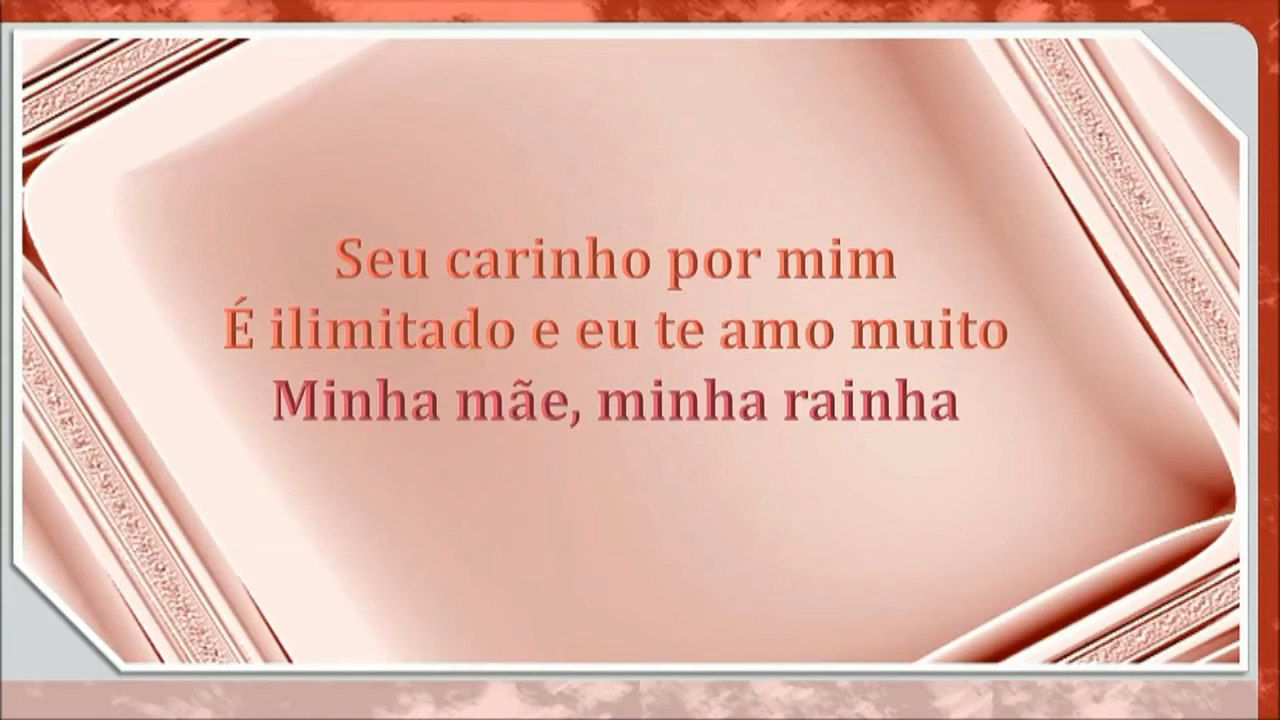 Seu carinho por mim
É ilimitado e eu te amo muito
Minha mãe, minha rainha